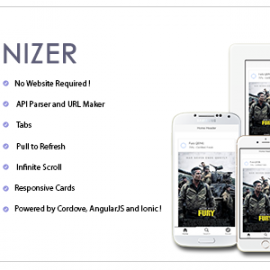 NIZER
No Website Required !
API Parser and URL Maker
Tabs
Pull to Refresh
Infinite Scroll
Responsive Cards
Powered by Cordove, AngularJS and Ionic !
FURY
FURY